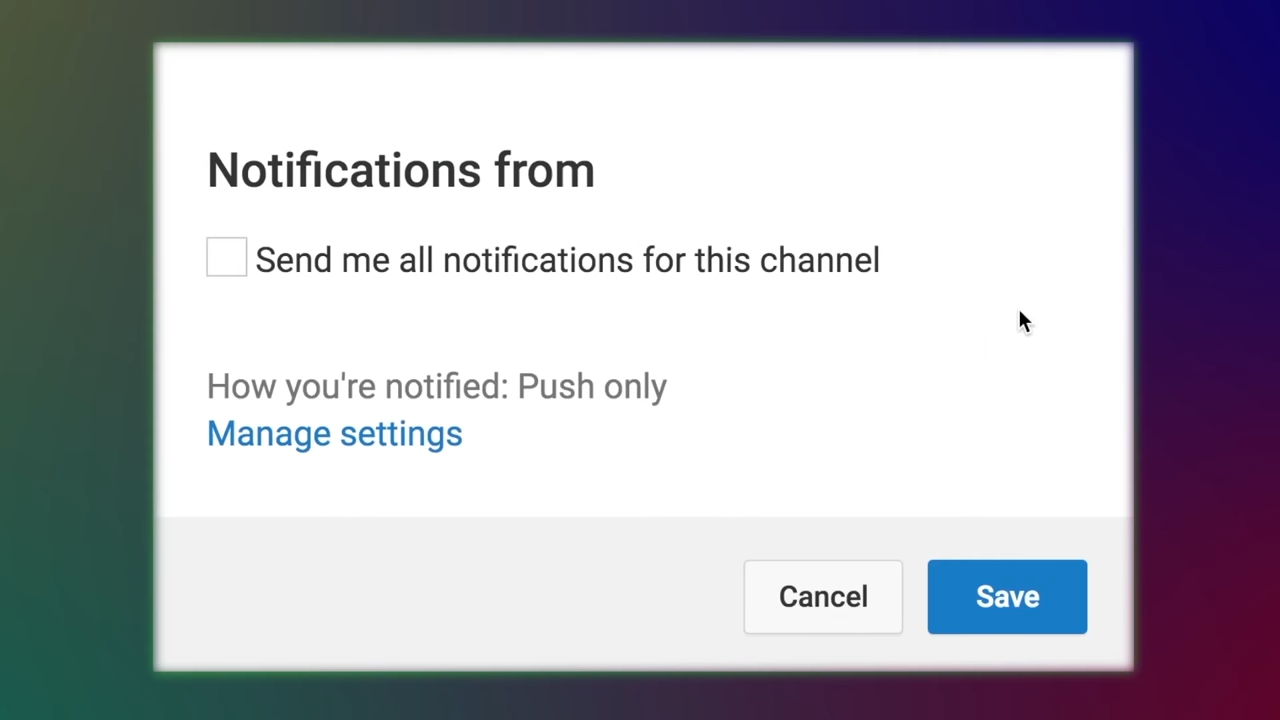 Notifications from
Send me all notifications for this channel
How you're notified: Push only
Manage settings
Cancel
Save